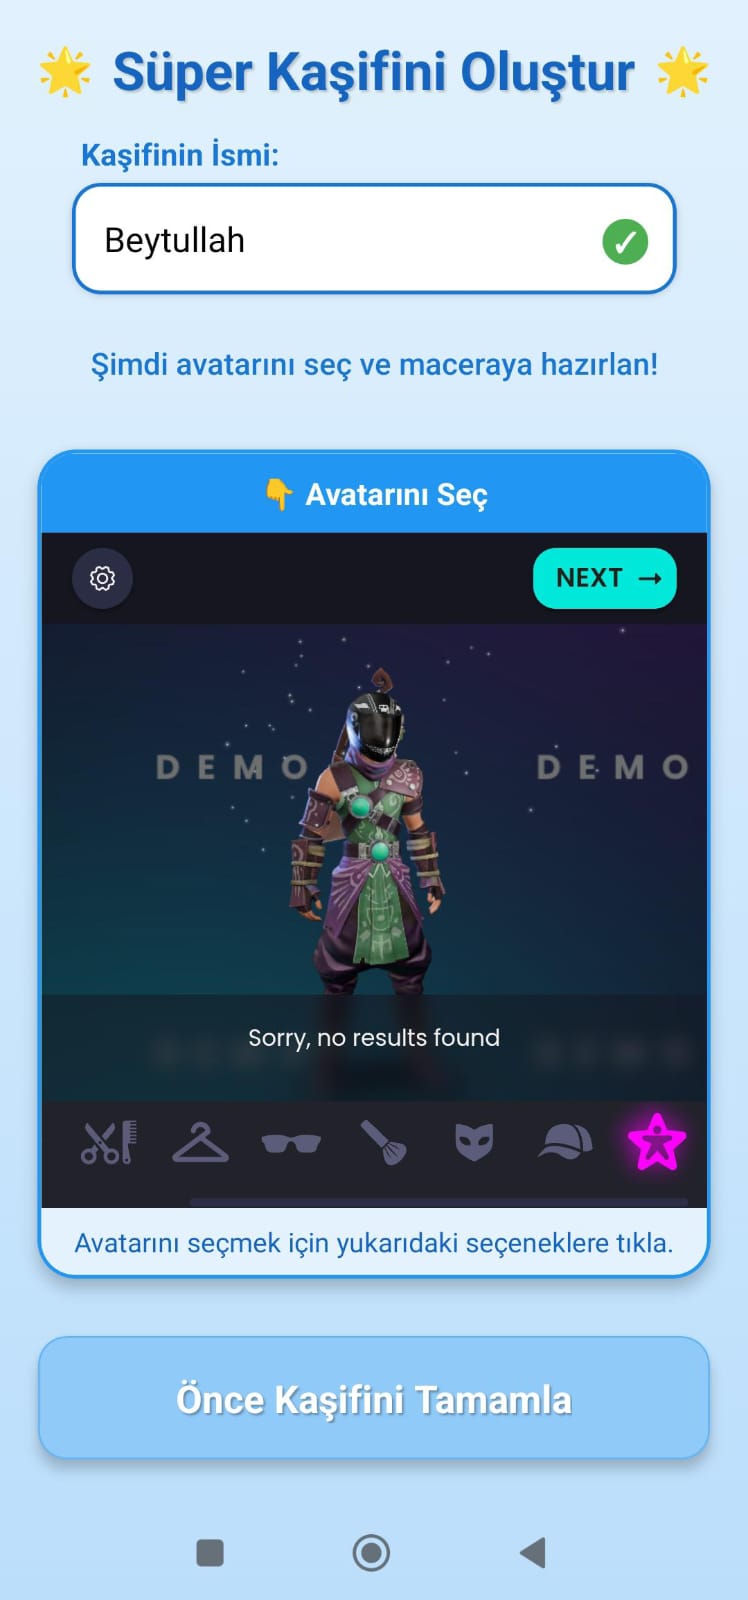 🌟 Süper Kaşifini Oluştur 🌟
Kaşifinin İsmi:
Beytullah
Şimdi avatarını seç ve maceraya hazırlan!
👇 Avatarını Seç
NEXT →
DEMO DEMO
Sorry, no results found
Avatarını seçmek için yukarıdaki seçeneklere tıkla.
Önce Kaşifini Tamamla